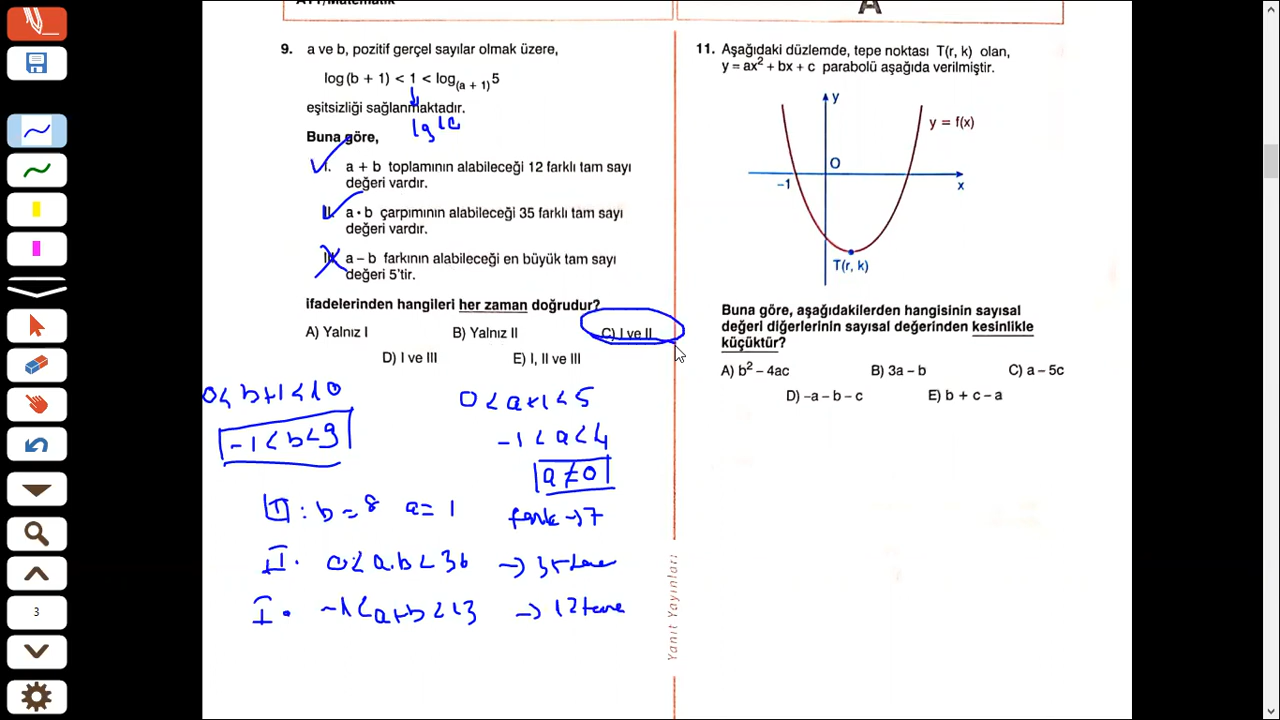 AYT/Matematik
A
9. a ve b, pozitif gerçel sayılar olmak üzere,
log(b + 1) < 1 < log(a + 1)5
eşitsizliği sağlanmaktadır.
Buna göre,
I. a + b toplamının alabileceği 12 farklı tam sayı
değeri vardır.
II. a • b çarpımının alabileceği 35 farklı tam sayı
değeri vardır.
III. a – b farkının alabileceği en büyük tam sayı
değeri 5'tir.
ifadelerinden hangileri her zaman doğrudur?
A) Yalnız I B) Yalnız II C) I ve II
D) I ve III E) I, II ve III
0 < b+1 < 10
-1 < b < 9
0 < a+1 < 5
-1 < a < 4
a ≠ 0
: b = 8 a = 1 fark → 7
II. 0 < a.b < 36 → 35 tane
I. -1 < a+b < 13 → 12 tane
11. Aşağıdaki düzlemde, tepe noktası T(r, k) olan,
y = ax² + bx + c parabolü aşağıda verilmiştir.
y
y = f(x)
O
-1
x
T(r, k)
Buna göre, aşağıdakilerden hangisinin sayısal
değeri diğerlerinin sayısal değerinden kesinlikle
küçüktür?
A) b² – 4ac B) 3a – b C) a – 5c
D) –a – b – c E) b + c – a
Yanıt Yayınları
3